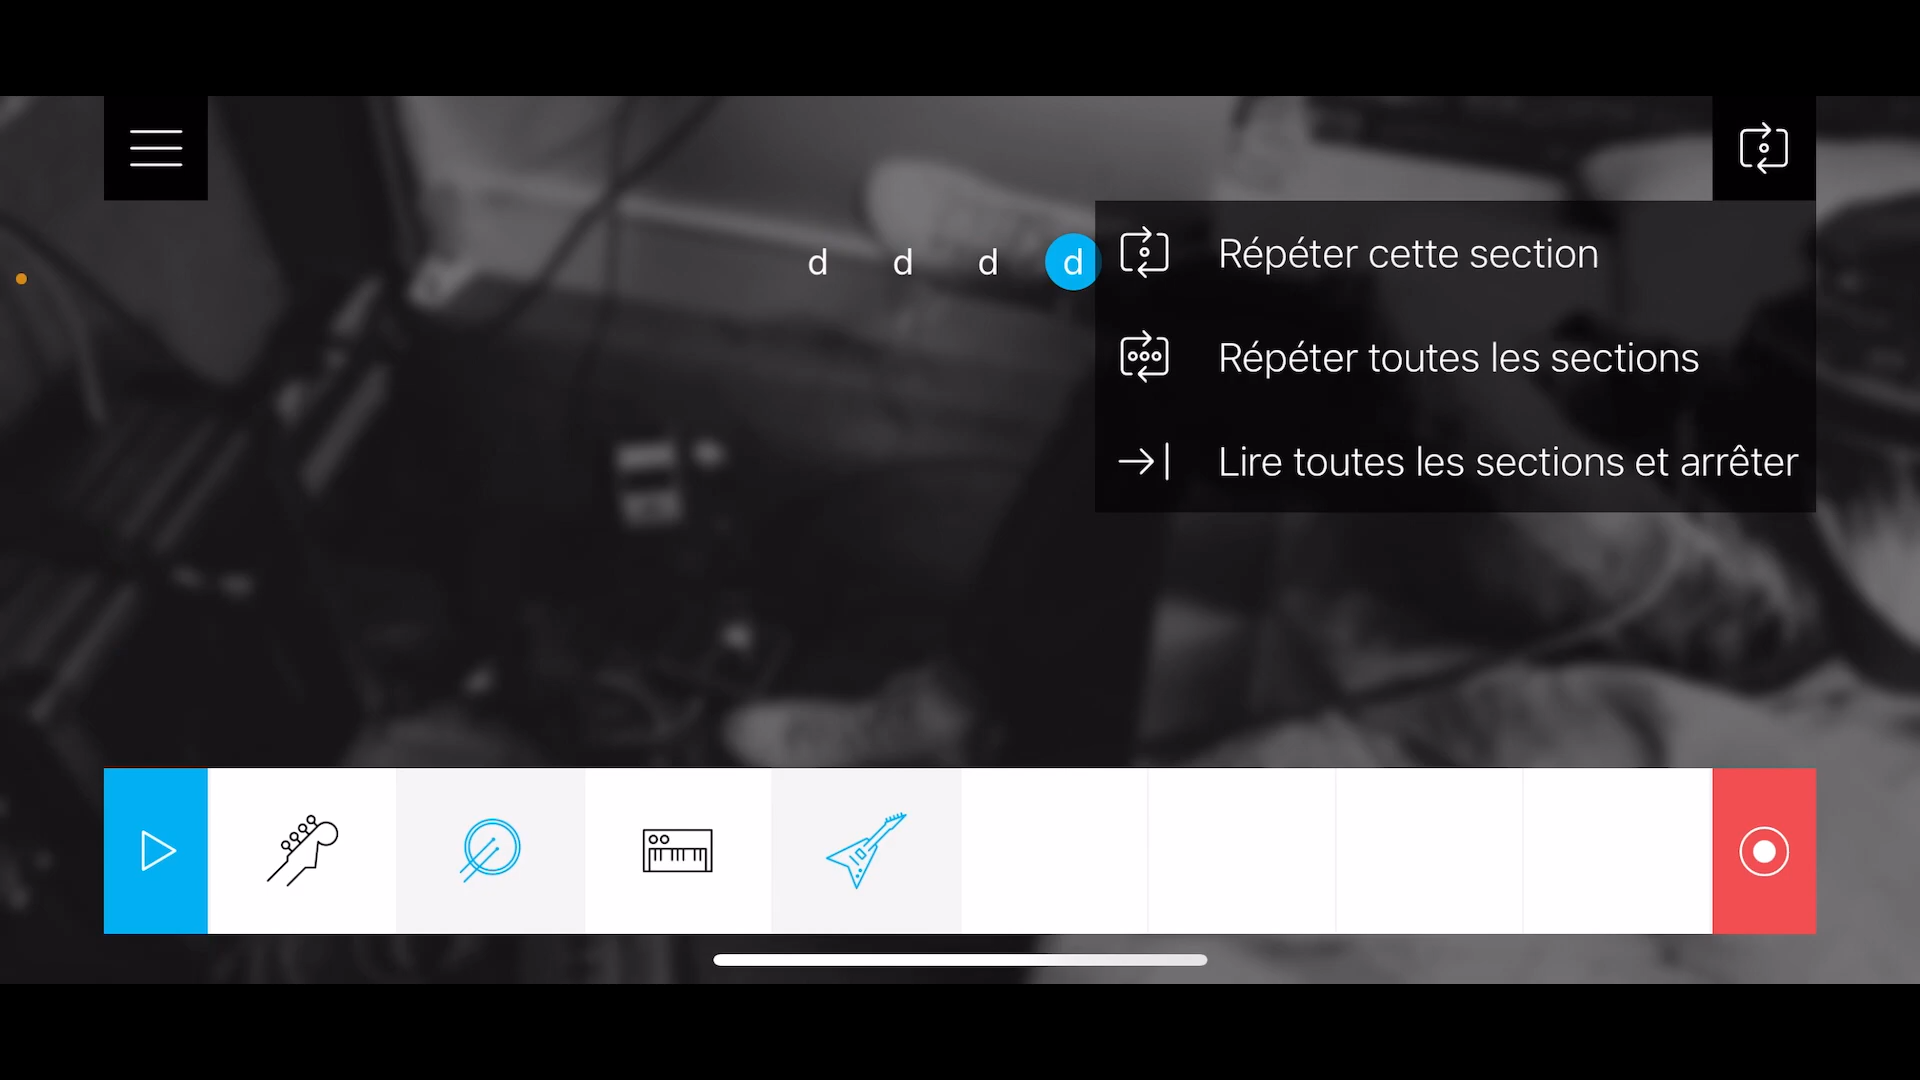 d d d d
Répéter cette section
Répéter toutes les sections
Lire toutes les sections et arrêter